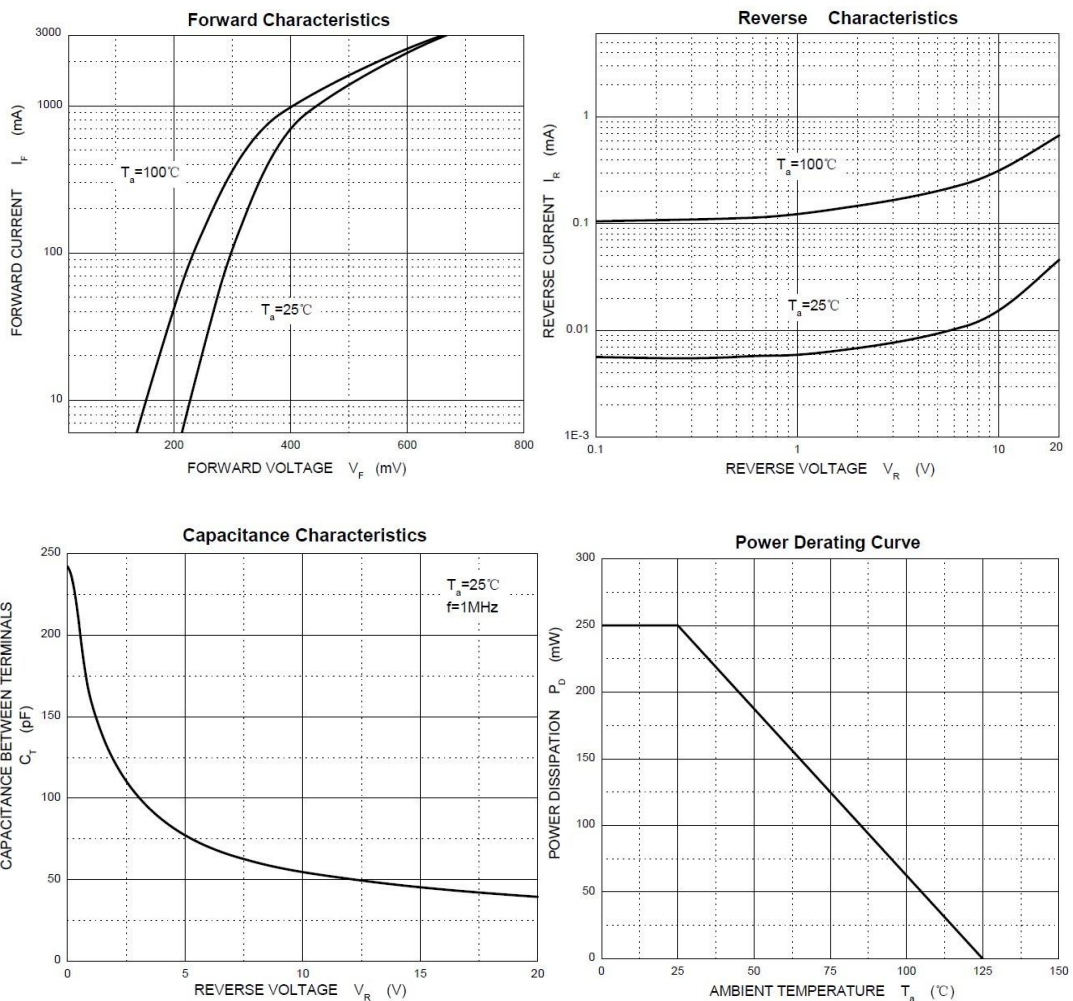 Forward Characteristics
3000
1000
100
10
FORWARD CURRENT I_F (mA)
T_a=100℃
T_a=25℃
200 400 600 800
FORWARD VOLTAGE V_F (mV)
Reverse Characteristics
1
0.1
0.01
1E-3
REVERSE CURRENT I_R (mA)
T_a=100℃
T_a=25℃
0.1 1 10 20
REVERSE VOLTAGE V_R (V)
Capacitance Characteristics
250
200
150
100
50
0
CAPACITANCE BETWEEN TERMINALS
C_T (pF)
T_a=25℃
f=1MHz
0 5 10 15 20
REVERSE VOLTAGE V_R (V)
Power Derating Curve
300
250
200
150
100
50
0
POWER DISSIPATION P_D (mW)
0 25 50 75 100 125 150
AMBIENT TEMPERATURE T_a (℃)